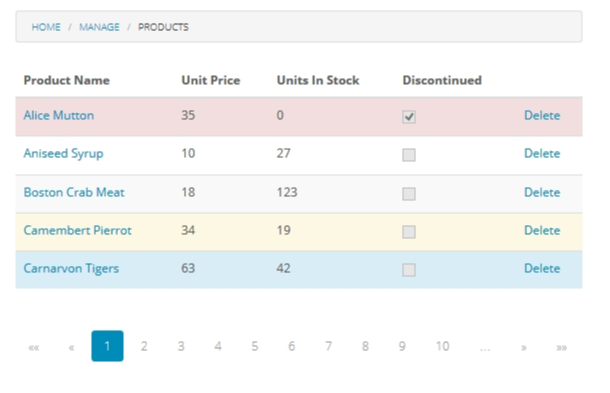 HOME / MANAGE / PRODUCTS
Product Name Unit Price Units In Stock Discontinued
Alice Mutton 35 0 Delete
Aniseed Syrup 10 27 Delete
Boston Crab Meat 18 123 Delete
Camembert Pierrot 34 19 Delete
Carnarvon Tigers 63 42 Delete
«« « 1 2 3 4 5 6 7 8 9 10 ... » »»